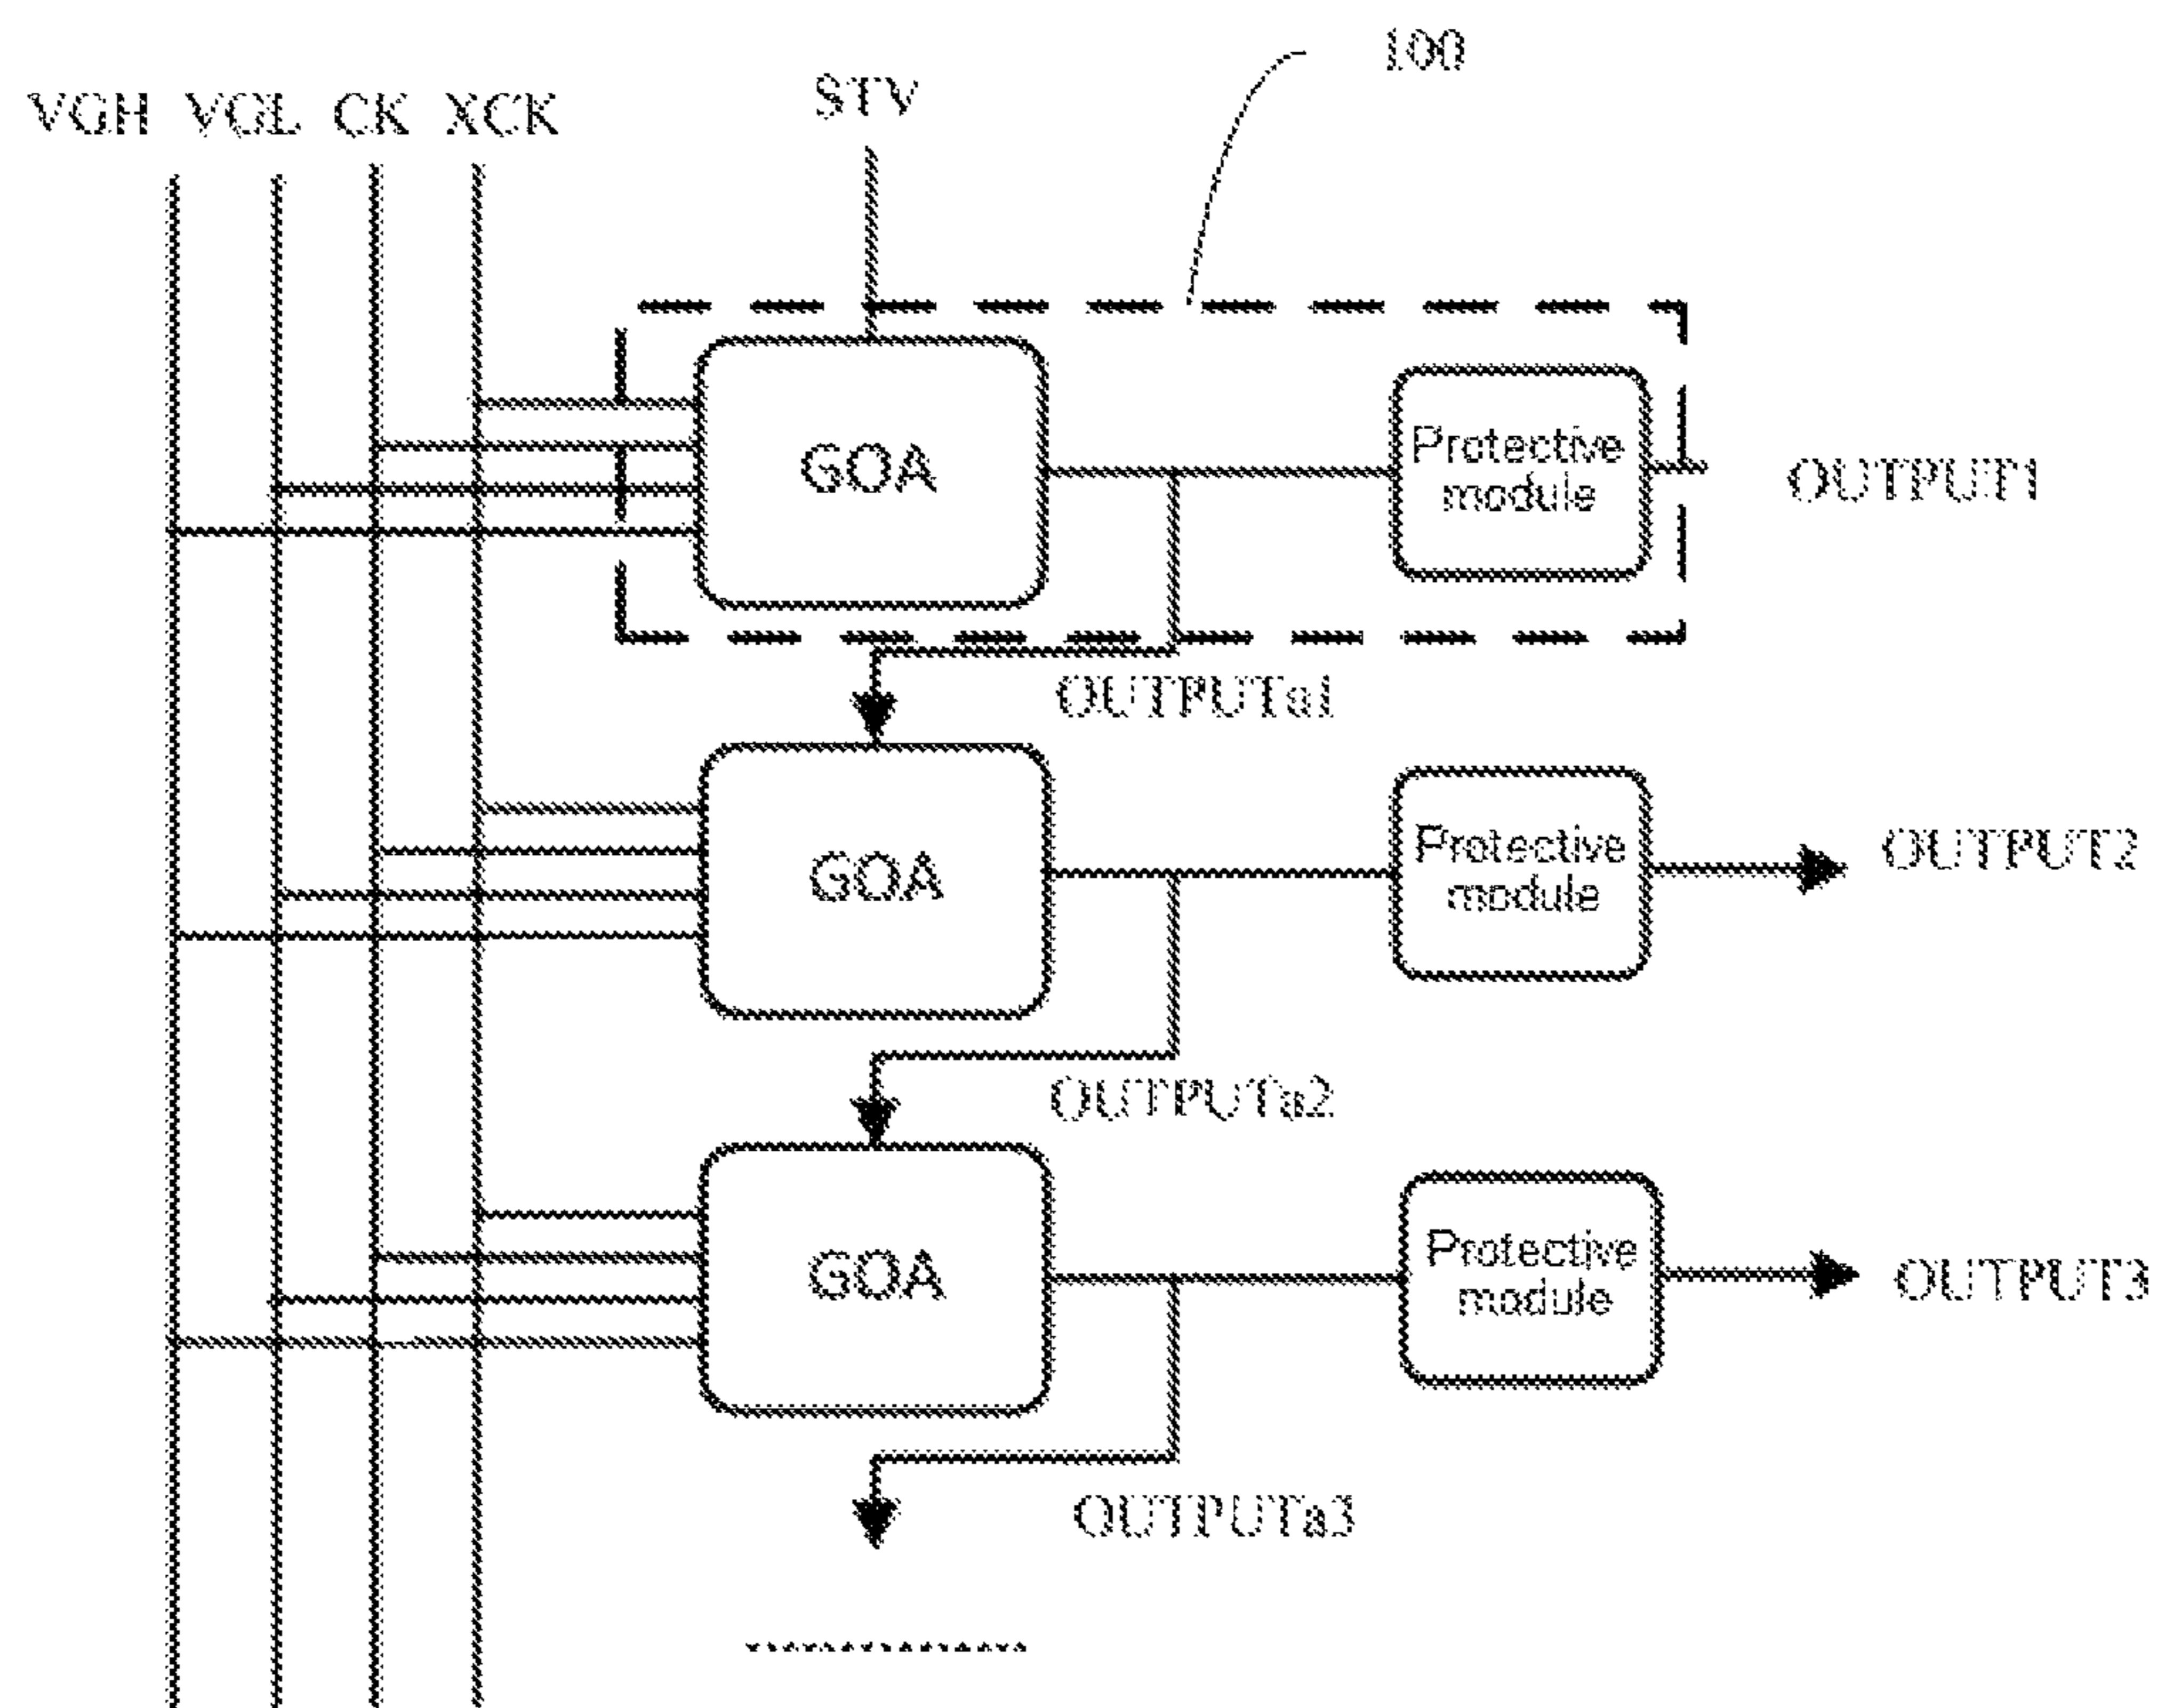 100
VGH VGL CK XCK
STV
GOA
Protective
module
OUTPUT1
OUTPUTa1
GOA
Protective
module
OUTPUT2
OUTPUTa2
GOA
Protective
module
OUTPUT3
OUTPUTa3